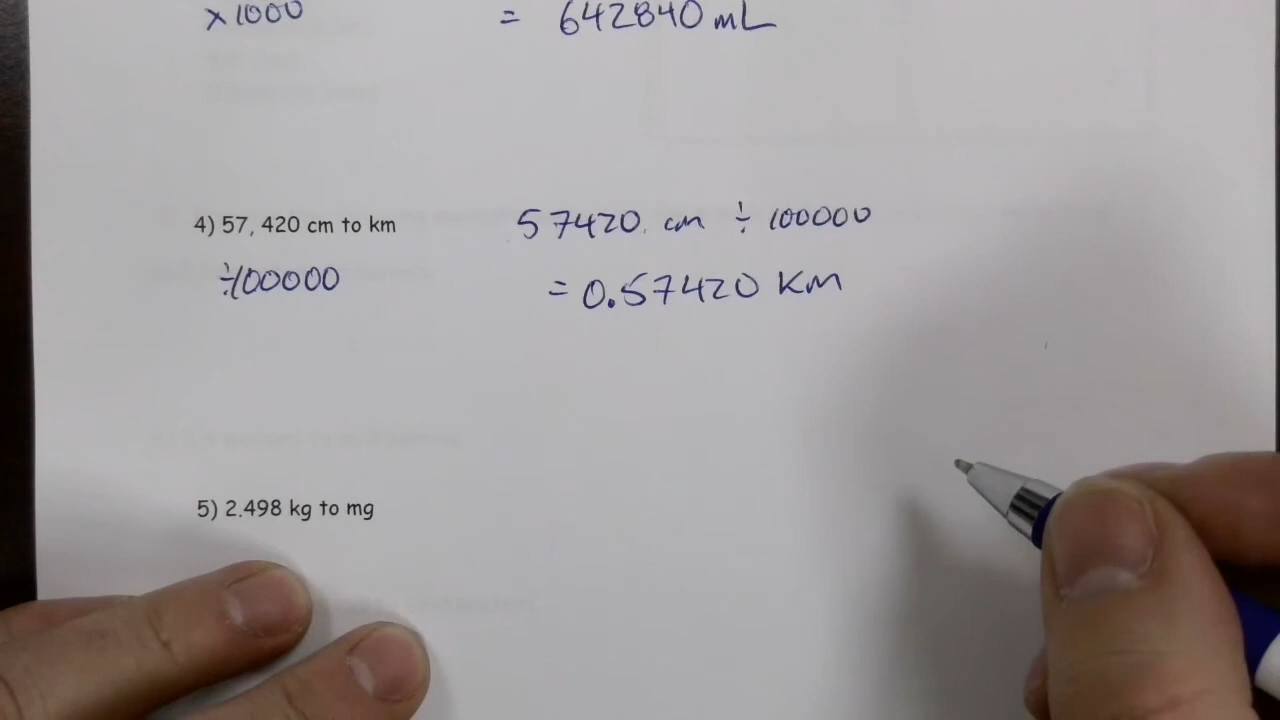 ×1000 = 642840 mL
4) 57, 420 cm to km 57420. cm ÷ 100000
÷100000 = 0.57420 KM
5) 2.498 kg to mg